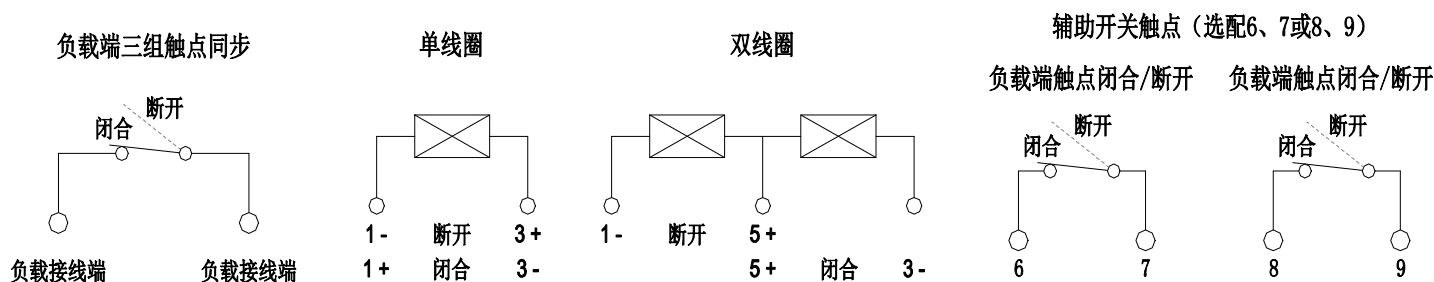 负载端三组触点同步
断开
闭合
负载接线端 负载接线端
单线圈
1- 断开 3+
1+ 闭合 3-
双线圈
1- 断开 5+
5+ 闭合 3-
辅助开关触点（选配6、7或8、9）
负载端触点闭合/断开 负载端触点闭合/断开
断开 断开
闭合 闭合
6 7 8 9